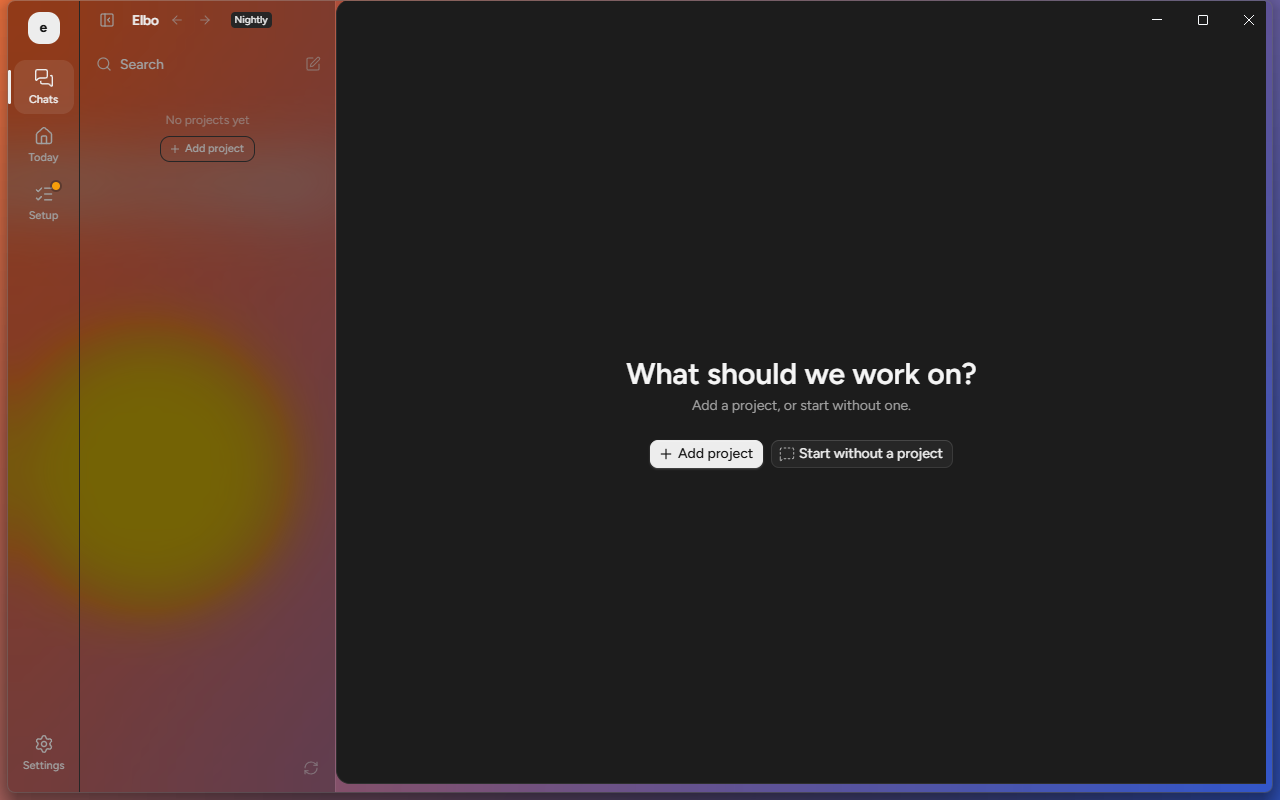 e
Elbo
Nightly
Search
Chats
No projects yet
Add project
Today
Setup
What should we work on?
Add a project, or start without one.
Add project
Start without a project
Settings